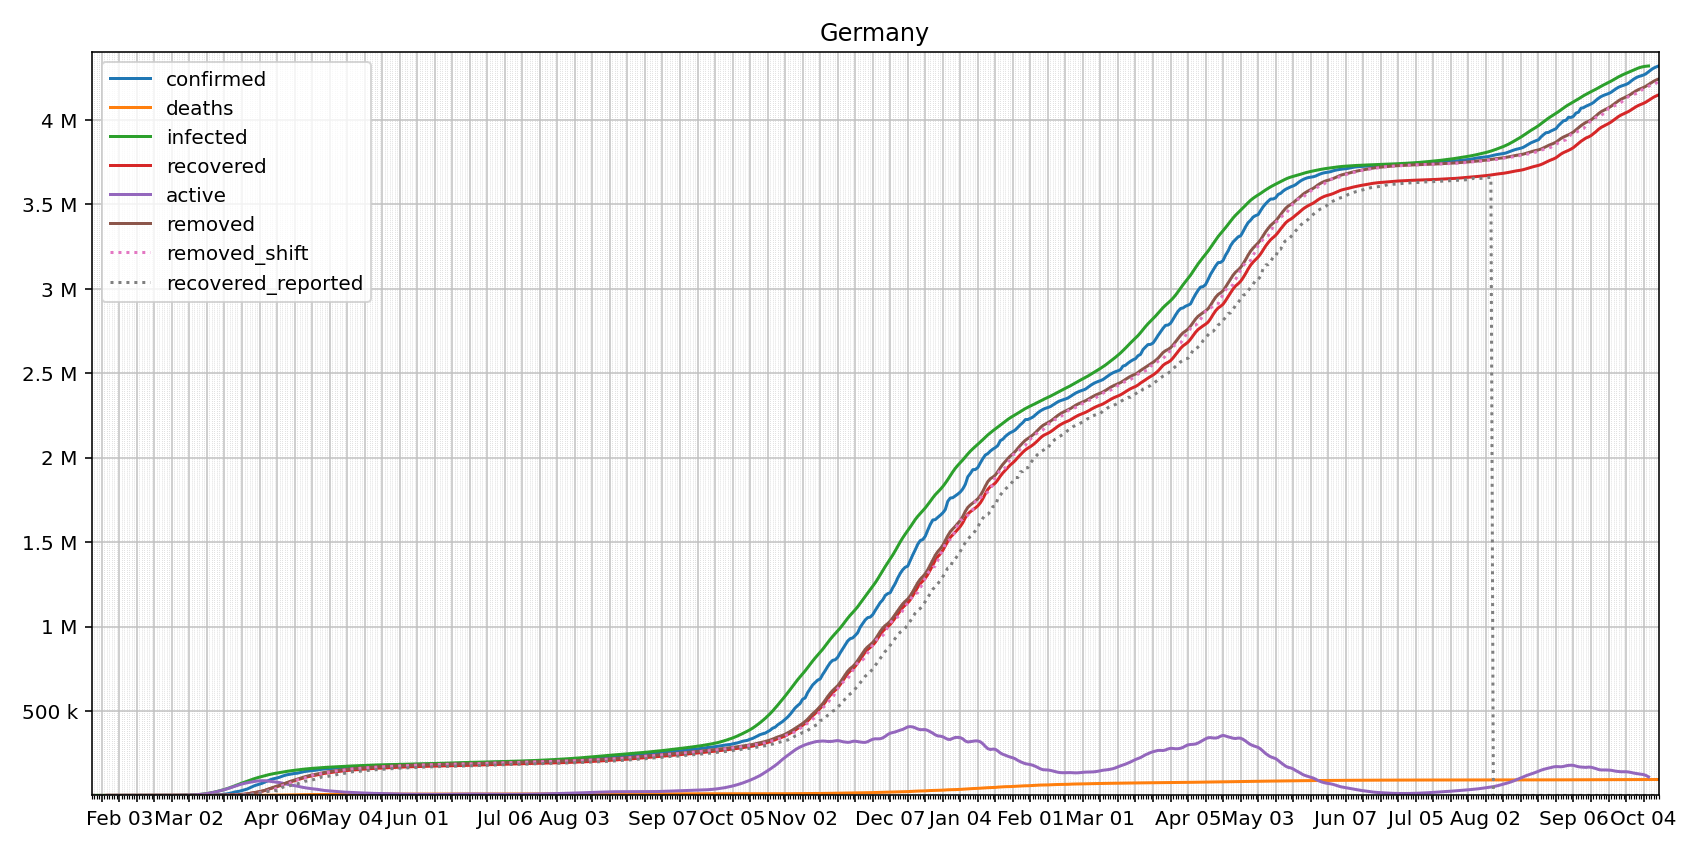 Germany
confirmed
deaths
infected
recovered
active
removed
removed_shift
recovered_reported
4 M
3.5 M
3 M
2.5 M
2 M
1.5 M
1 M
500 k
Feb 03 Mar 02 Apr 06 May 04 Jun 01 Jul 06 Aug 03 Sep 07 Oct 05 Nov 02 Dec 07 Jan 04 Feb 01 Mar 01 Apr 05 May 03 Jun 07 Jul 05 Aug 02 Sep 06 Oct 04